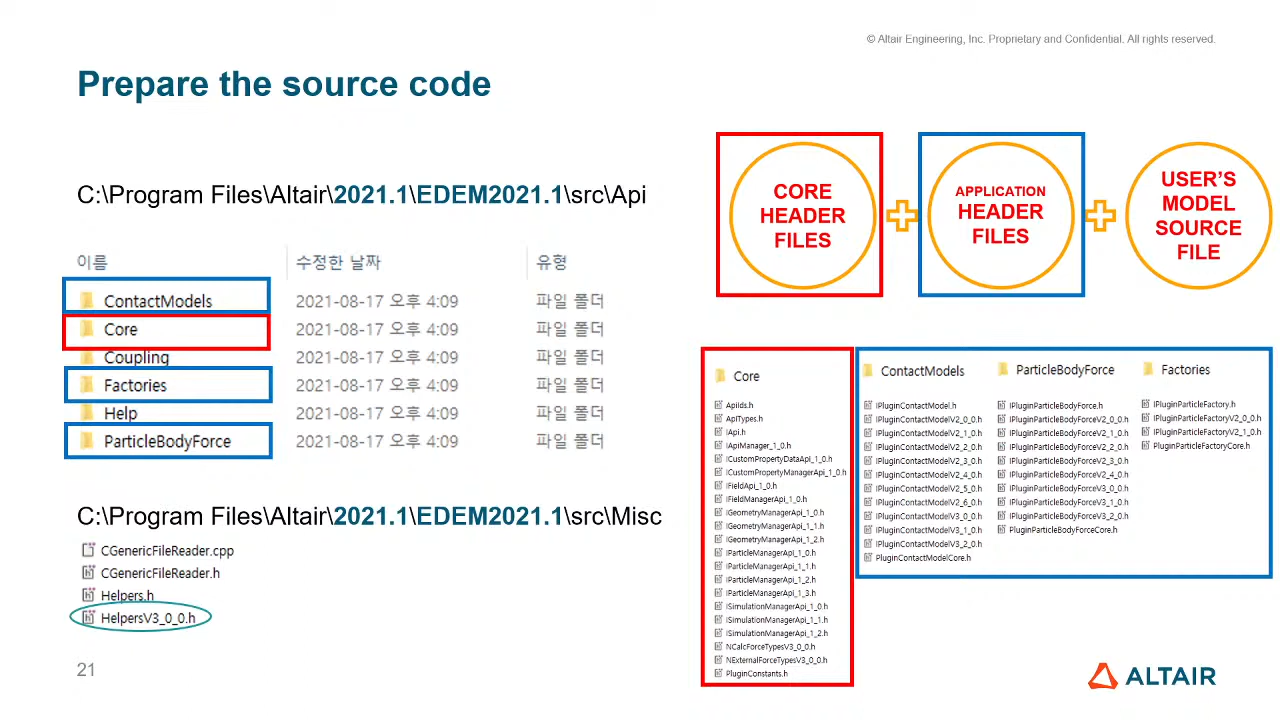 © Altair Engineering, Inc. Proprietary and Confidential. All rights reserved.
Prepare the source code
C:\Program Files\Altair\2021.1\EDEM2021.1\src\Api
이름 수정한 날짜 유형
ContactModels 2021-08-17 오후 4:09 파일 폴더
Core 2021-08-17 오후 4:09 파일 폴더
Coupling 2021-08-17 오후 4:09 파일 폴더
Factories 2021-08-17 오후 4:09 파일 폴더
Help 2021-08-17 오후 4:09 파일 폴더
ParticleBodyForce 2021-08-17 오후 4:09 파일 폴더
C:\Program Files\Altair\2021.1\EDEM2021.1\src\Misc
CGenericFileReader.cpp
CGenericFileReader.h
Helpers.h
HelpersV3_0_0.h
CORE
HEADER
FILES
APPLICATION
HEADER
FILES
USER'S
MODEL
SOURCE
FILE
Core
ApiIds.h
ApiTypes.h
IApi.h
IApiManager_1_0.h
ICustomPropertyDataApi_1_0.h
ICustomPropertyManagerApi_1_0.h
IFieldApi_1_0.h
IFieldManagerApi_1_0.h
IGeometryManagerApi_1_0.h
IGeometryManagerApi_1_1.h
IGeometryManagerApi_1_2.h
IParticleManagerApi_1_0.h
IParticleManagerApi_1_1.h
IParticleManagerApi_1_2.h
IParticleManagerApi_1_3.h
ISimulationManagerApi_1_0.h
ISimulationManagerApi_1_1.h
ISimulationManagerApi_1_2.h
NCalcForceTypesV3_0_0.h
NExternalForceTypesV3_0_0.h
PluginConstants.h
ContactModels
IPluginContactModel.h
IPluginContactModelV2_0_0.h
IPluginContactModelV2_1_0.h
IPluginContactModelV2_2_0.h
IPluginContactModelV2_3_0.h
IPluginContactModelV2_4_0.h
IPluginContactModelV2_5_0.h
IPluginContactModelV2_6_0.h
IPluginContactModelV3_0_0.h
IPluginContactModelV3_1_0.h
IPluginContactModelV3_2_0.h
PluginContactModelCore.h
ParticleBodyForce
IPluginParticleBodyForce.h
IPluginParticleBodyForceV2_0_0.h
IPluginParticleBodyForceV2_1_0.h
IPluginParticleBodyForceV2_2_0.h
IPluginParticleBodyForceV2_3_0.h
IPluginParticleBodyForceV2_4_0.h
IPluginParticleBodyForceV3_0_0.h
IPluginParticleBodyForceV3_1_0.h
IPluginParticleBodyForceV3_2_0.h
PluginParticleBodyForceCore.h
Factories
IPluginParticleFactory.h
IPluginParticleFactoryV2_0_0.h
IPluginParticleFactoryV2_1_0.h
PluginParticleFactoryCore.h
21
ALTAIR